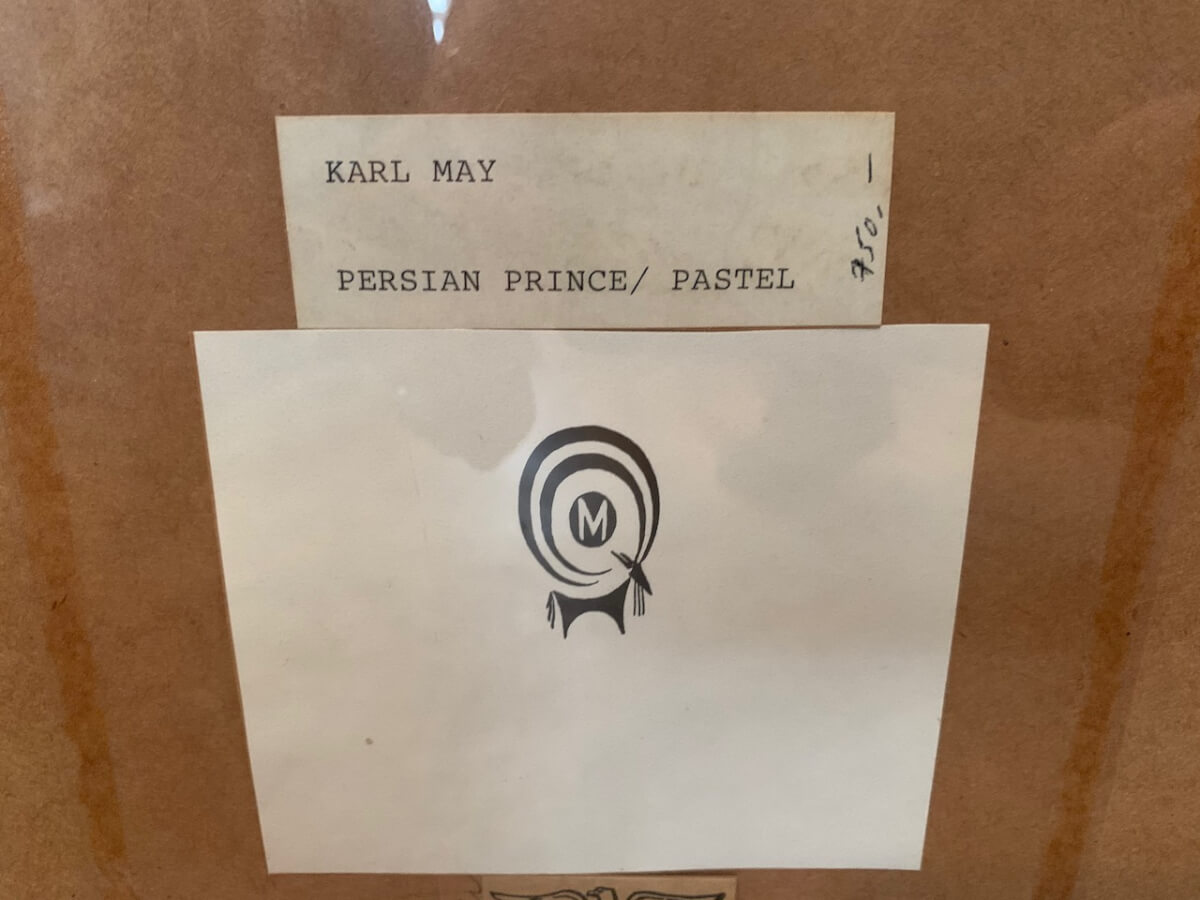 KARL MAY
PERSIAN PRINCE/ PASTEL
750,—
M